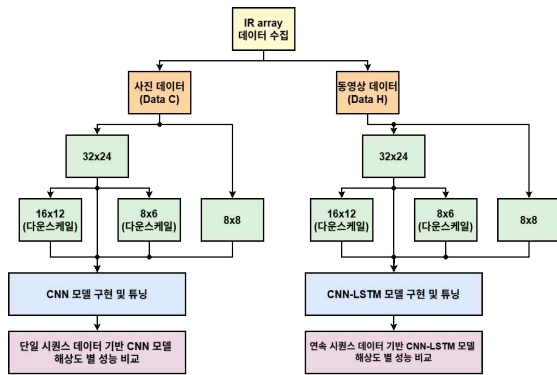 IR array
데이터 수집
사진 데이터
(Data C)
동영상 데이터
(Data H)
32x24
16x12
(다운스케일)
8x6
(다운스케일)
8x8
32x24
16x12
(다운스케일)
8x6
(다운스케일)
8x8
CNN 모델 구현 및 튜닝
CNN-LSTM 모델 구현 및 튜닝
단일 시퀀스 데이터 기반 CNN 모델
해상도 별 성능 비교
연속 시퀀스 데이터 기반 CNN-LSTM 모델
해상도 별 성능 비교